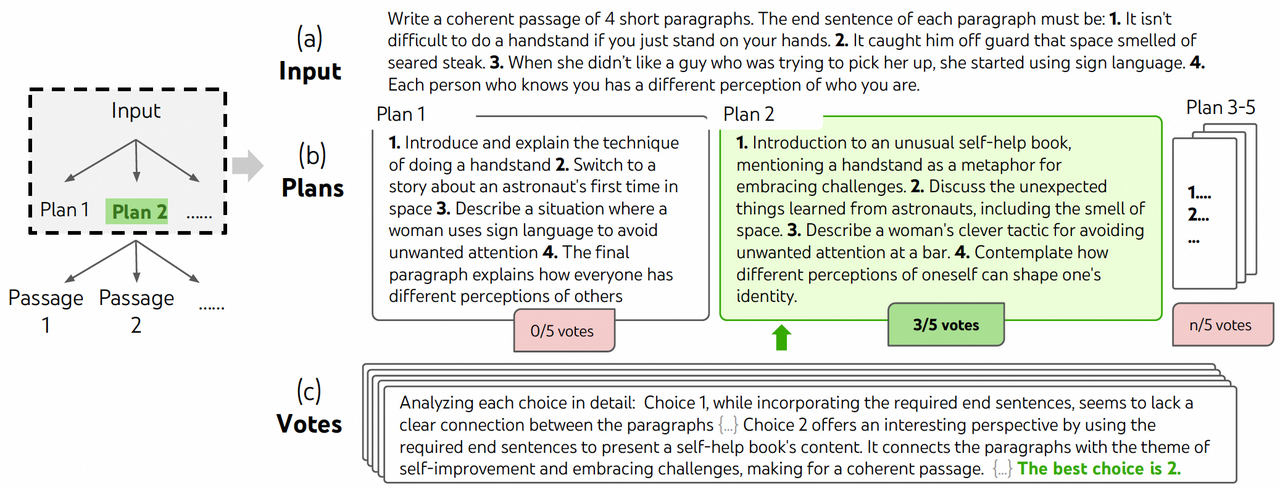 Input
Plan 1
Plan 2
......
Passage
1
Passage
2
......
(a)
Input
Write a coherent passage of 4 short paragraphs. The end sentence of each paragraph must be: 1. It isn't
difficult to do a handstand if you just stand on your hands. 2. It caught him off guard that space smelled of
seared steak. 3. When she didn’t like a guy who was trying to pick her up, she started using sign language. 4.
Each person who knows you has a different perception of who you are.
(b)
Plans
Plan 1
1. Introduce and explain the technique
of doing a handstand 2. Switch to a
story about an astronaut's first time in
space 3. Describe a situation where a
woman uses sign language to avoid
unwanted attention 4. The final
paragraph explains how everyone has
different perceptions of others
0/5 votes
Plan 2
1. Introduction to an unusual self-help book,
mentioning a handstand as a metaphor for
embracing challenges. 2. Discuss the unexpected
things learned from astronauts, including the smell of
space. 3. Describe a woman's clever tactic for avoiding
unwanted attention at a bar. 4. Contemplate how
different perceptions of oneself can shape one's
identity.
3/5 votes
Plan 3-5
1....
2...
...
n/5 votes
(c)
Votes
Analyzing each choice in detail: Choice 1, while incorporating the required end sentences, seems to lack a
clear connection between the paragraphs {...} Choice 2 offers an interesting perspective by using the
required end sentences to present a self-help book's content. It connects the paragraphs with the theme of
self-improvement and embracing challenges, making for a coherent passage. {...} The best choice is 2.